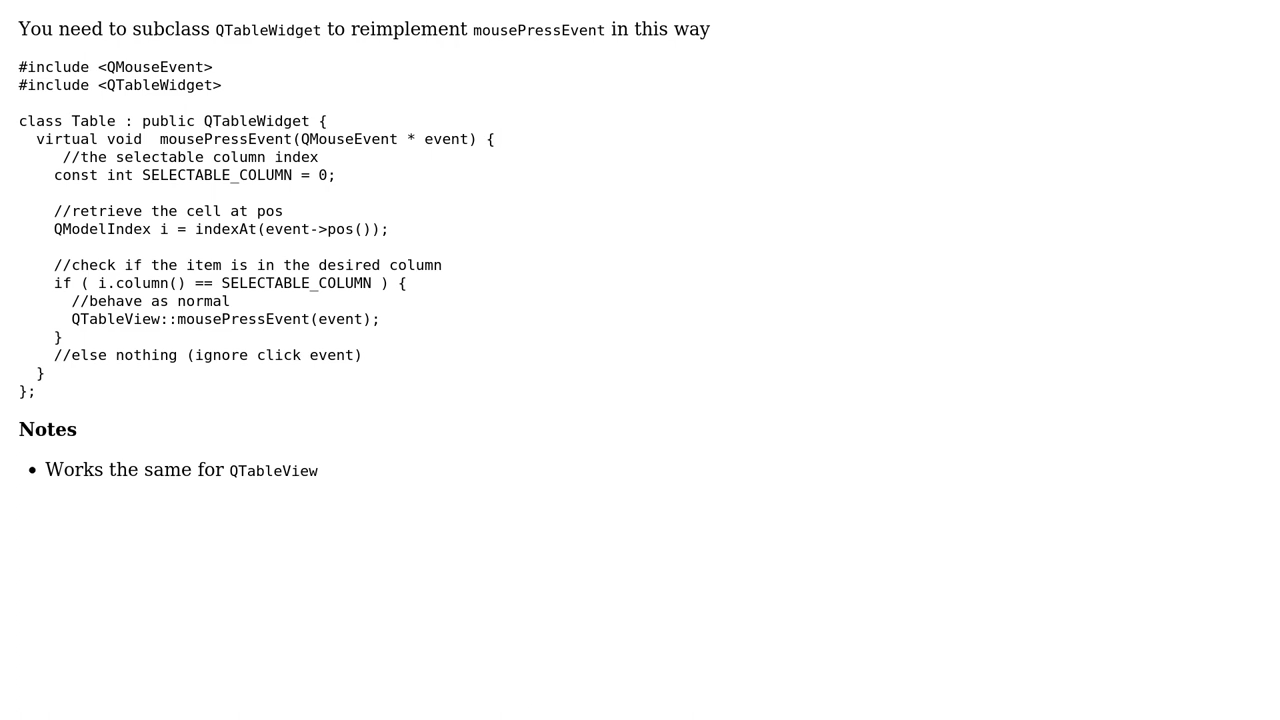 You need to subclass QTableWidget to reimplement mousePressEvent in this way
#include <QMouseEvent>
#include <QTableWidget>
class Table : public QTableWidget {
  virtual void  mousePressEvent(QMouseEvent * event) {
     //the selectable column index
    const int SELECTABLE_COLUMN = 0;
    //retrieve the cell at pos
    QModelIndex i = indexAt(event->pos());
    //check if the item is in the desired column
    if ( i.column() == SELECTABLE_COLUMN ) {
      //behave as normal
      QTableView::mousePressEvent(event);
    }
    //else nothing (ignore click event)
  }
};
Notes
• Works the same for QTableView